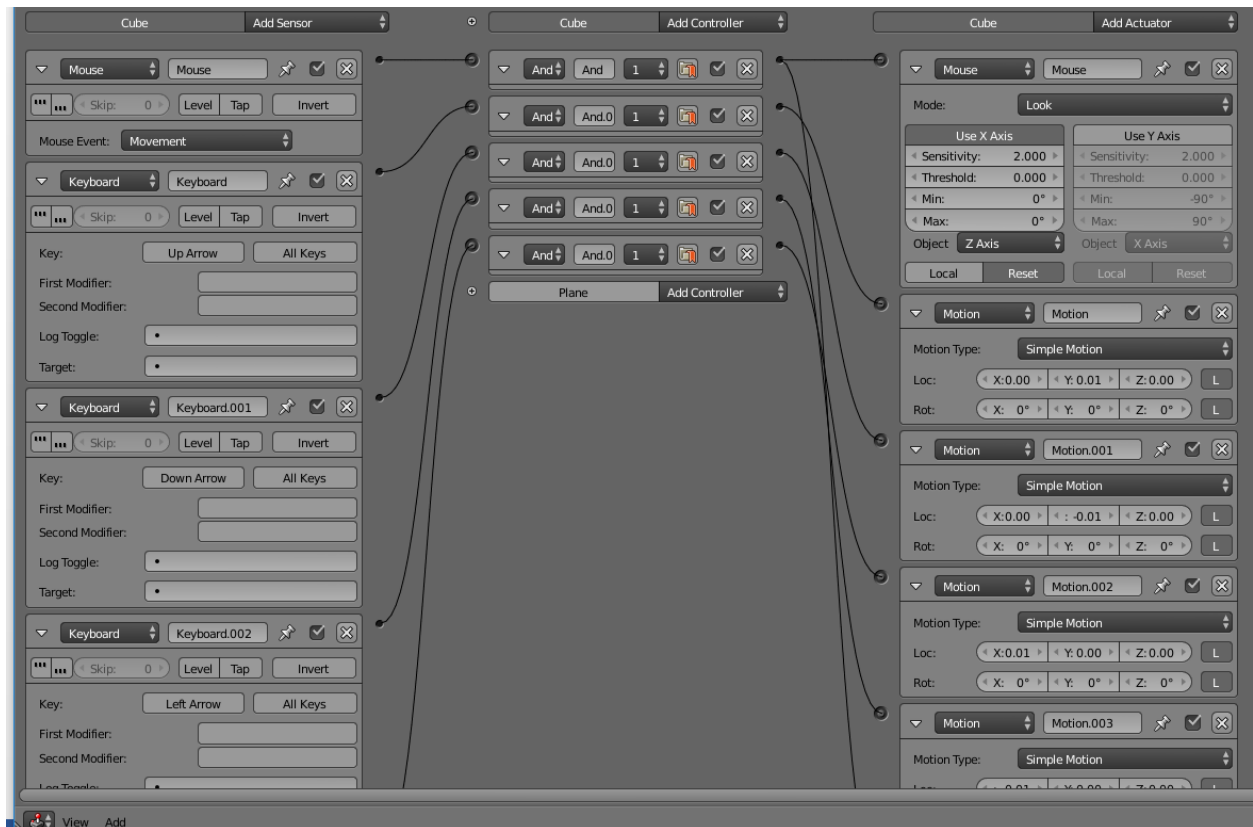 Cube Add Sensor
Mouse Mouse
Skip: 0 Level Tap Invert
Mouse Event: Movement
Keyboard Keyboard
Skip: 0 Level Tap Invert
Key: Up Arrow All Keys
First Modifier:
Second Modifier:
Log Toggle:
Target:
Keyboard Keyboard.001
Skip: 0 Level Tap Invert
Key: Down Arrow All Keys
First Modifier:
Second Modifier:
Log Toggle:
Target:
Keyboard Keyboard.002
Skip: 0 Level Tap Invert
Key: Left Arrow All Keys
First Modifier:
Second Modifier:
Log Toggle:
Cube Add Controller
And And 1
And And.0 1
And And.0 1
And And.0 1
And And.0 1
Plane Add Controller
Cube Add Actuator
Mouse Mouse
Mode: Look
Use X Axis Use Y Axis
Sensitivity: 2.000 Sensitivity: 2.000
Threshold: 0.000 Threshold: 0.000
Min: 0° Min: -90°
Max: 0° Max: 90°
Object Z Axis Object X Axis
Local Reset Local Reset
Motion Motion
Motion Type: Simple Motion
Loc: X:0.00 Y: 0.01 Z: 0.00 L
Rot: X: 0° Y: 0° Z: 0° L
Motion Motion.001
Motion Type: Simple Motion
Loc: X:0.00 : -0.01 Z: 0.00 L
Rot: X: 0° Y: 0° Z: 0° L
Motion Motion.002
Motion Type: Simple Motion
Loc: X:0.01 Y: 0.00 Z: 0.00 L
Rot: X: 0° Y: 0° Z: 0° L
Motion Motion.003
Motion Type: Simple Motion
View Add